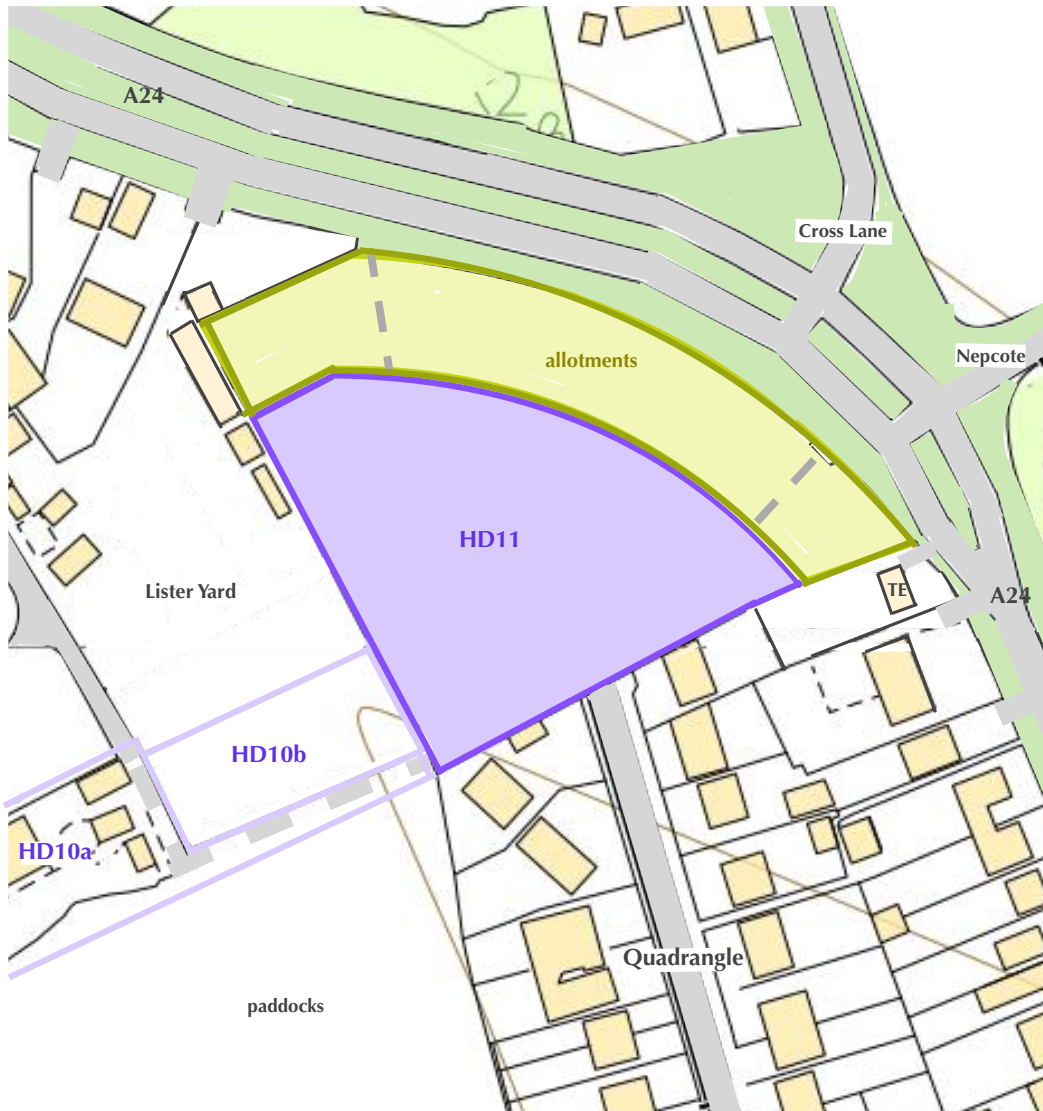 A24
Cross Lane
Nepcote
allotments
HD11
TE
A24
Lister Yard
HD10b
HD10a
Quadrangle
paddocks